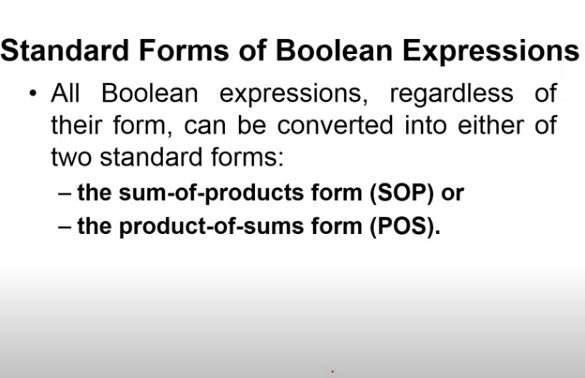 Standard Forms of Boolean Expressions
• All Boolean expressions, regardless of
their form, can be converted into either of
two standard forms:
– the sum-of-products form (SOP) or
– the product-of-sums form (POS).